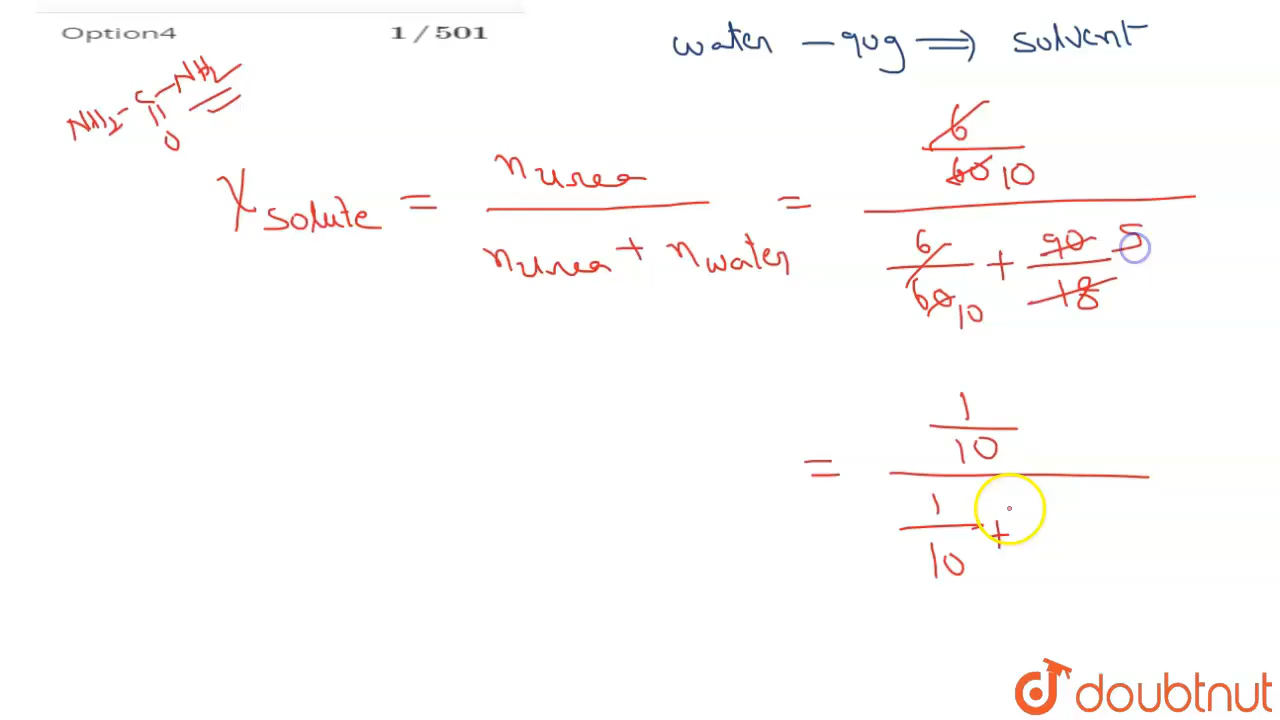 Option4 1 / 501
water – 90g ⟹ solvent
NH2 – C – NH2
O
χ solute = n urea / n urea + n water = 6 / 60 10 / 6 / 60 10 + 90 5 / 18
= 1 / 10 / 1 / 10 +
doubtnut